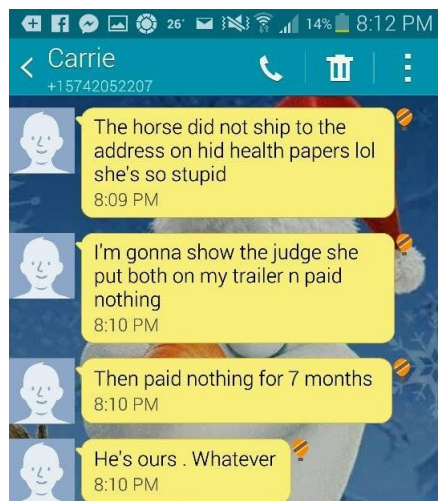 26° 14% 8:12 PM
Carrie
+15742052207
The horse did not ship to the
address on hid health papers lol
she's so stupid
8:09 PM
I'm gonna show the judge she
put both on my trailer n paid
nothing
8:10 PM
Then paid nothing for 7 months
8:10 PM
He's ours . Whatever
8:10 PM